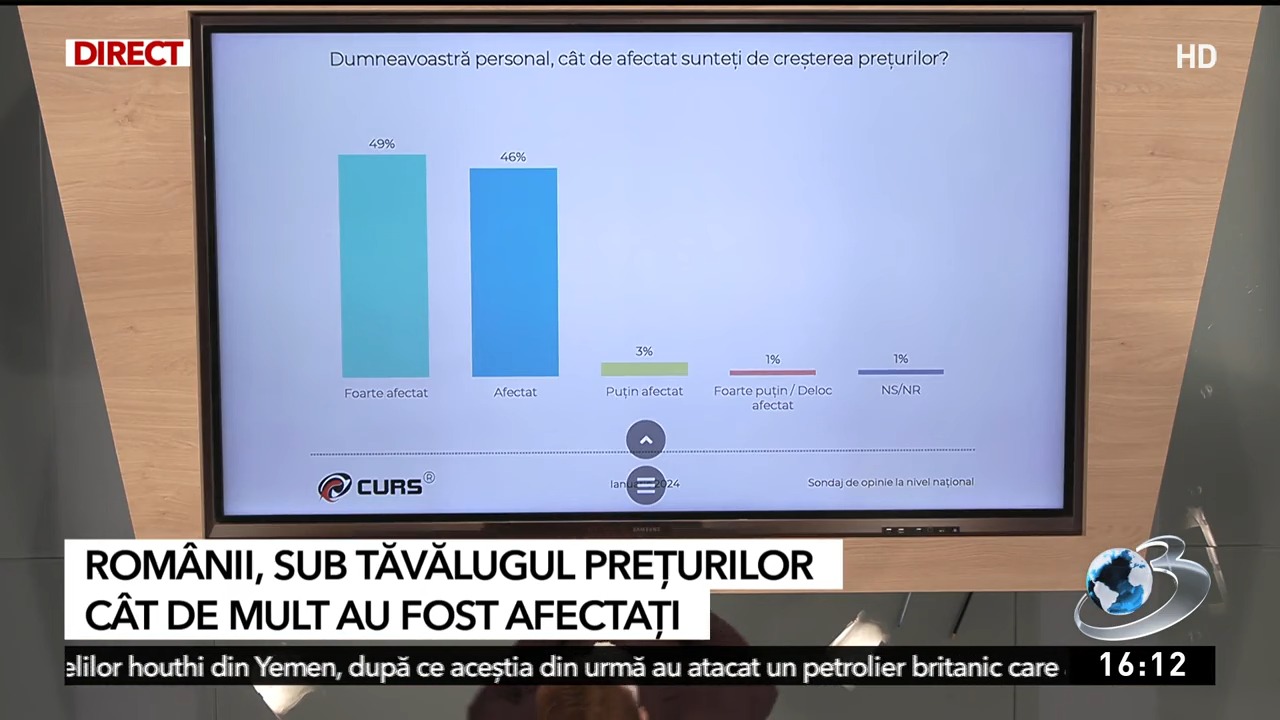 DIRECT
HD
Dumneavoastră personal, cât de afectat sunteți de creșterea prețurilor?
49%
46%
3%
1%
1%
Foarte afectat
Afectat
Puțin afectat
Foarte puțin / Deloc
afectat
NS/NR
CURS®
2024
Sondaj de opinie la nivel național
SAMSUNG
ROMÂNII, SUB TĂVĂLUGUL PREȚURILOR
CÂT DE MULT AU FOST AFECTAȚI
3
elilor houthi din Yemen, după ce aceștia din urmă au atacat un petrolier britanic care
16:12